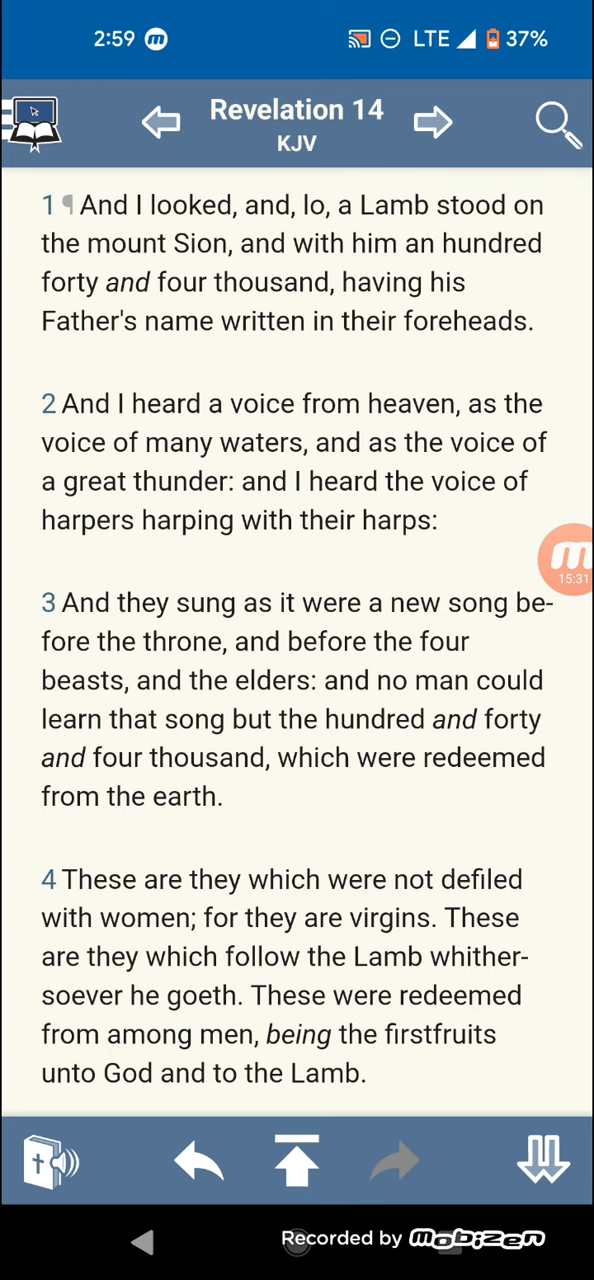 2:59 m LTE 37%
Revelation 14
KJV
1 ¶ And I looked, and, lo, a Lamb stood on
the mount Sion, and with him an hundred
forty and four thousand, having his
Father's name written in their foreheads.
2 And I heard a voice from heaven, as the
voice of many waters, and as the voice of
a great thunder: and I heard the voice of
harpers harping with their harps:
m
15:31
3 And they sung as it were a new song be-
fore the throne, and before the four
beasts, and the elders: and no man could
learn that song but the hundred and forty
and four thousand, which were redeemed
from the earth.
4 These are they which were not defiled
with women; for they are virgins. These
are they which follow the Lamb whither-
soever he goeth. These were redeemed
from among men, being the firstfruits
unto God and to the Lamb.
Recorded by Mobizen